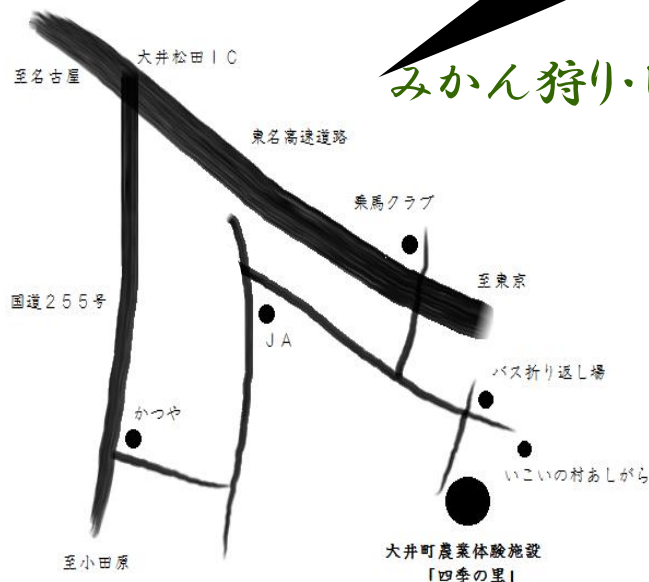 大井松田IC
至名古屋
みかん狩り・
東名高速道路
乗馬クラブ
至東京
国道255号
JA
バス折り返し場
かつや
いこいの村あしがら
大井町農業体験施設
「四季の里」
至小田原